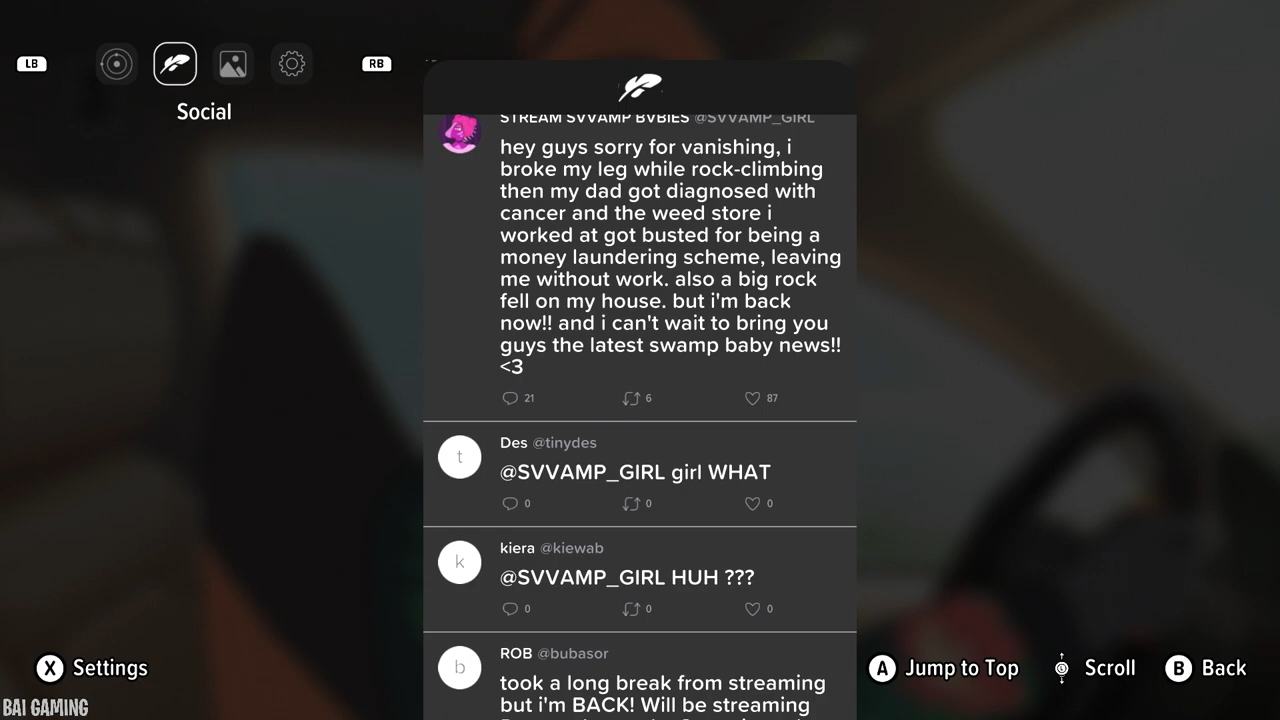 LB
RB
Social
STREAM SVVAMP BVBIES @SVVAMP_GIRL
hey guys sorry for vanishing, i
broke my leg while rock-climbing
then my dad got diagnosed with
cancer and the weed store i
worked at got busted for being a
money laundering scheme, leaving
me without work. also a big rock
fell on my house. but i'm back
now!! and i can't wait to bring you
guys the latest swamp baby news!!
<3
21 6 87
t
Des @tinydes
@SVVAMP_GIRL girl WHAT
0 0 0
k
kiera @kiewab
@SVVAMP_GIRL HUH ???
0 0 0
b
ROB @bubasor
took a long break from streaming
but i'm BACK! Will be streaming
X Settings
A Jump to Top
Scroll
B Back
BAI GAMING